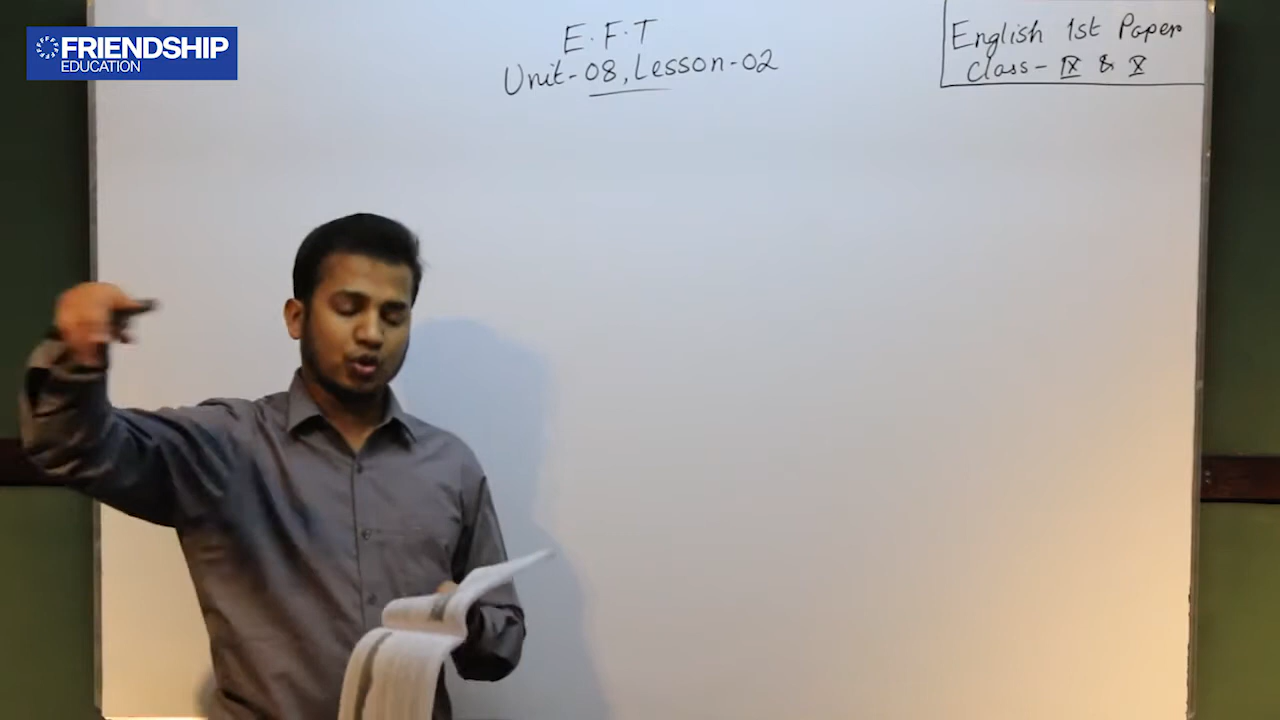 FRIENDSHIP
EDUCATION
E.F.T
Unit-08, Lesson-02
English 1st Paper
Class- IX & X